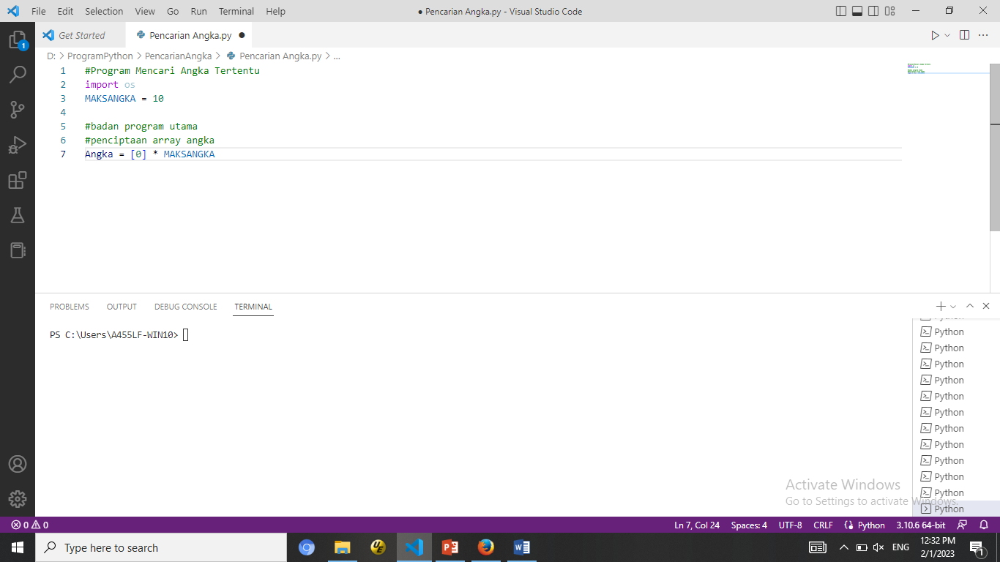 File Edit Selection View Go Run Terminal Help ● Pencarian Angka.py - Visual Studio Code
Get Started Pencarian Angka.py ●
D: > ProgramPython > PencarianAngka > Pencarian Angka.py > ...
1 #Program Mencari Angka Tertentu
2 import os
3 MAKSANGKA = 10
4
5 #badan program utama
6 #penciptaan array angka
7 Angka = [0] * MAKSANGKA
1
PROBLEMS OUTPUT DEBUG CONSOLE TERMINAL
PS C:\Users\A455LF-WIN10>
Python
Python
Python
Python
Python
Python
Python
Python
Python
Python
Python
Python
Activate Windows
Go to Settings to activate Windows.
0 0 Ln 7, Col 24 Spaces: 4 UTF-8 CRLF Python 3.10.6 64-bit
Type here to search ENG 12:32 PM
2/1/2023 1